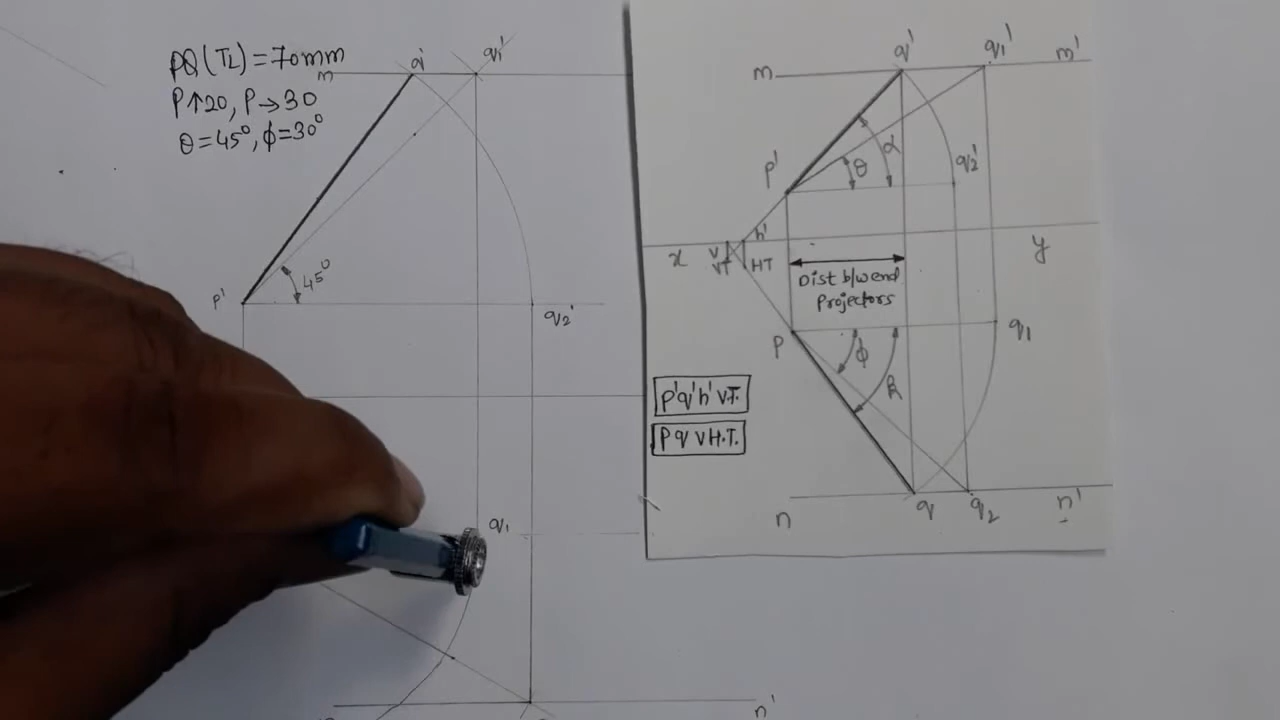 PQ(TL)=70mm
P↑20, P→30
θ=45°, ϕ=30°
m
q'
q1'
45°
p'
q2'
q1
n'
m
q'
q1'
m'
p'
θ
α
q2'
x
v
h'
y
VT
HT
Dist b/w end
Projectors
P
ϕ
β
q1
p'q'h' V.T.
P q v H.T.
n
q
q2
n'